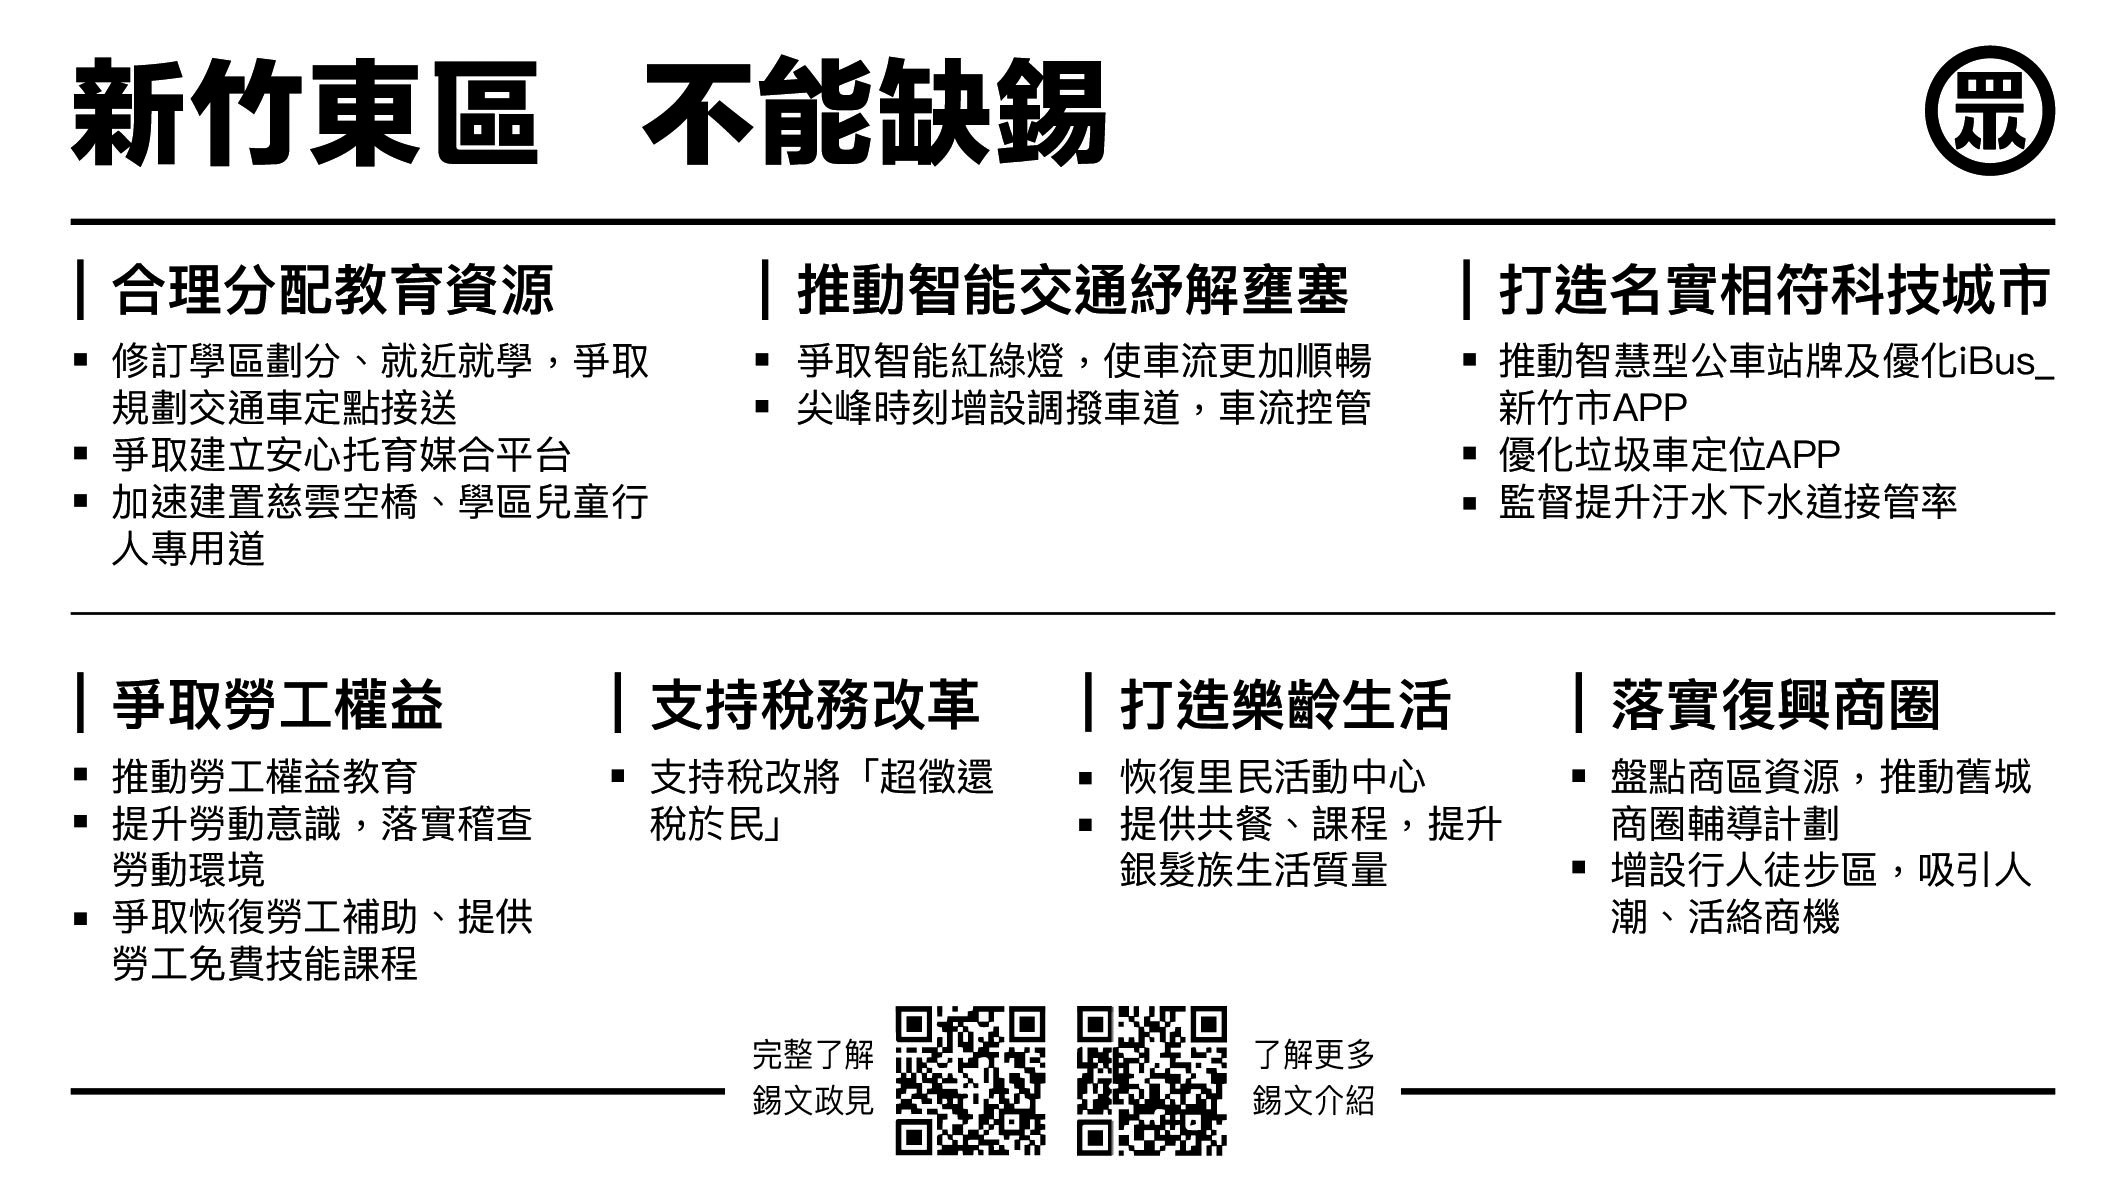 新竹東區 不能缺錫
眾
合理分配教育資源
▪ 修訂學區劃分、就近就學，爭取
規劃交通車定點接送
▪ 爭取建立安心托育媒合平台
▪ 加速建置慈雲空橋、學區兒童行
人專用道
推動智能交通紓解壅塞
▪ 爭取智能紅綠燈，使車流更加順暢
▪ 尖峰時刻增設調撥車道，車流控管
打造名實相符科技城市
▪ 推動智慧型公車站牌及優化iBus_
新竹市APP
▪ 優化垃圾車定位APP
▪ 監督提升汙水下水道接管率
爭取勞工權益
▪ 推動勞工權益教育
▪ 提升勞動意識，落實稽查
勞動環境
▪ 爭取恢復勞工補助、提供
勞工免費技能課程
支持稅務改革
▪ 支持稅改將「超徵還
稅於民」
打造樂齡生活
▪ 恢復里民活動中心
▪ 提供共餐、課程，提升
銀髮族生活質量
落實復興商圈
▪ 盤點商區資源，推動舊城
商圈輔導計劃
▪ 增設行人徒步區，吸引人
潮、活絡商機
完整了解
錫文政見
了解更多
錫文介紹